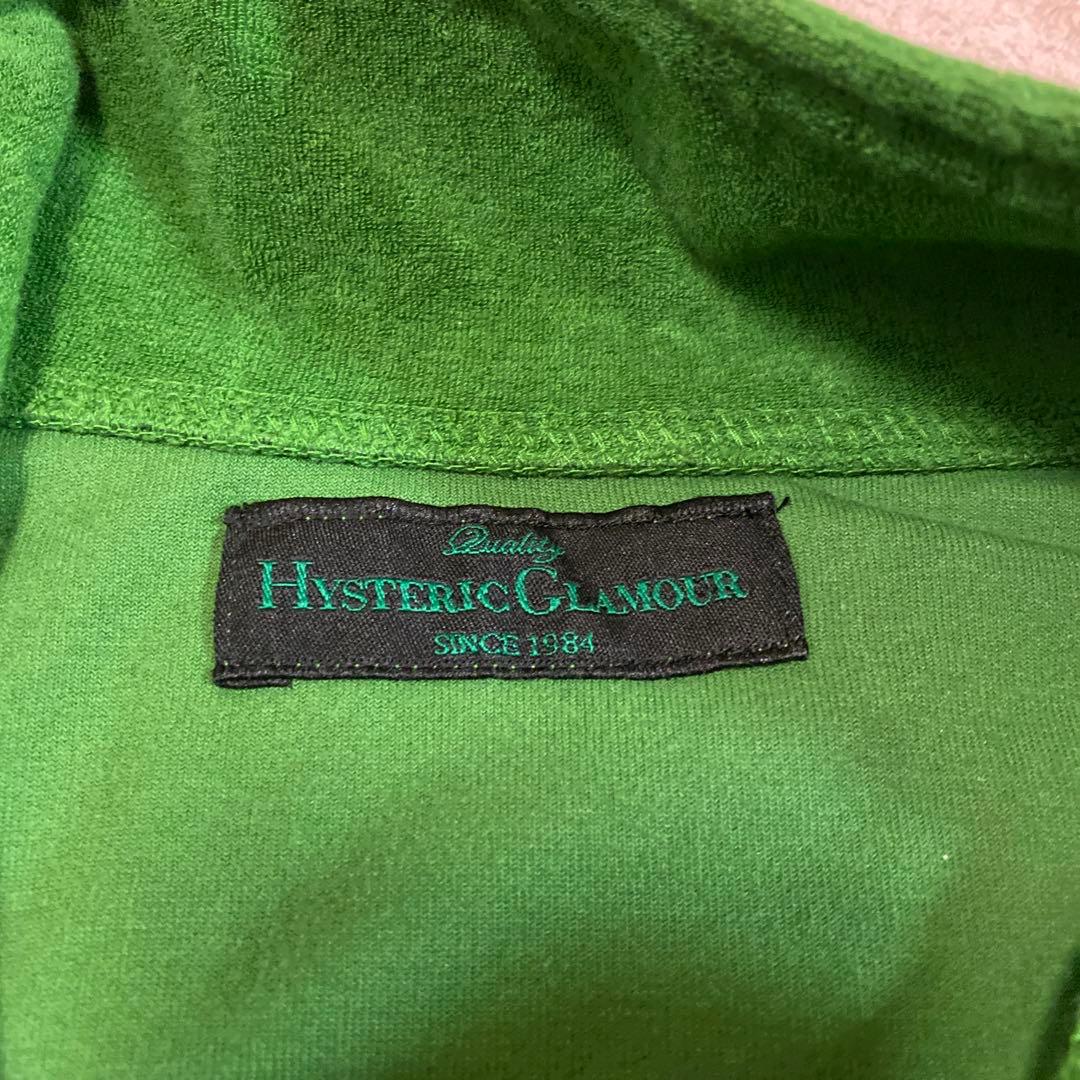 Quality
HYSTERIC GLAMOUR
SINCE 1984